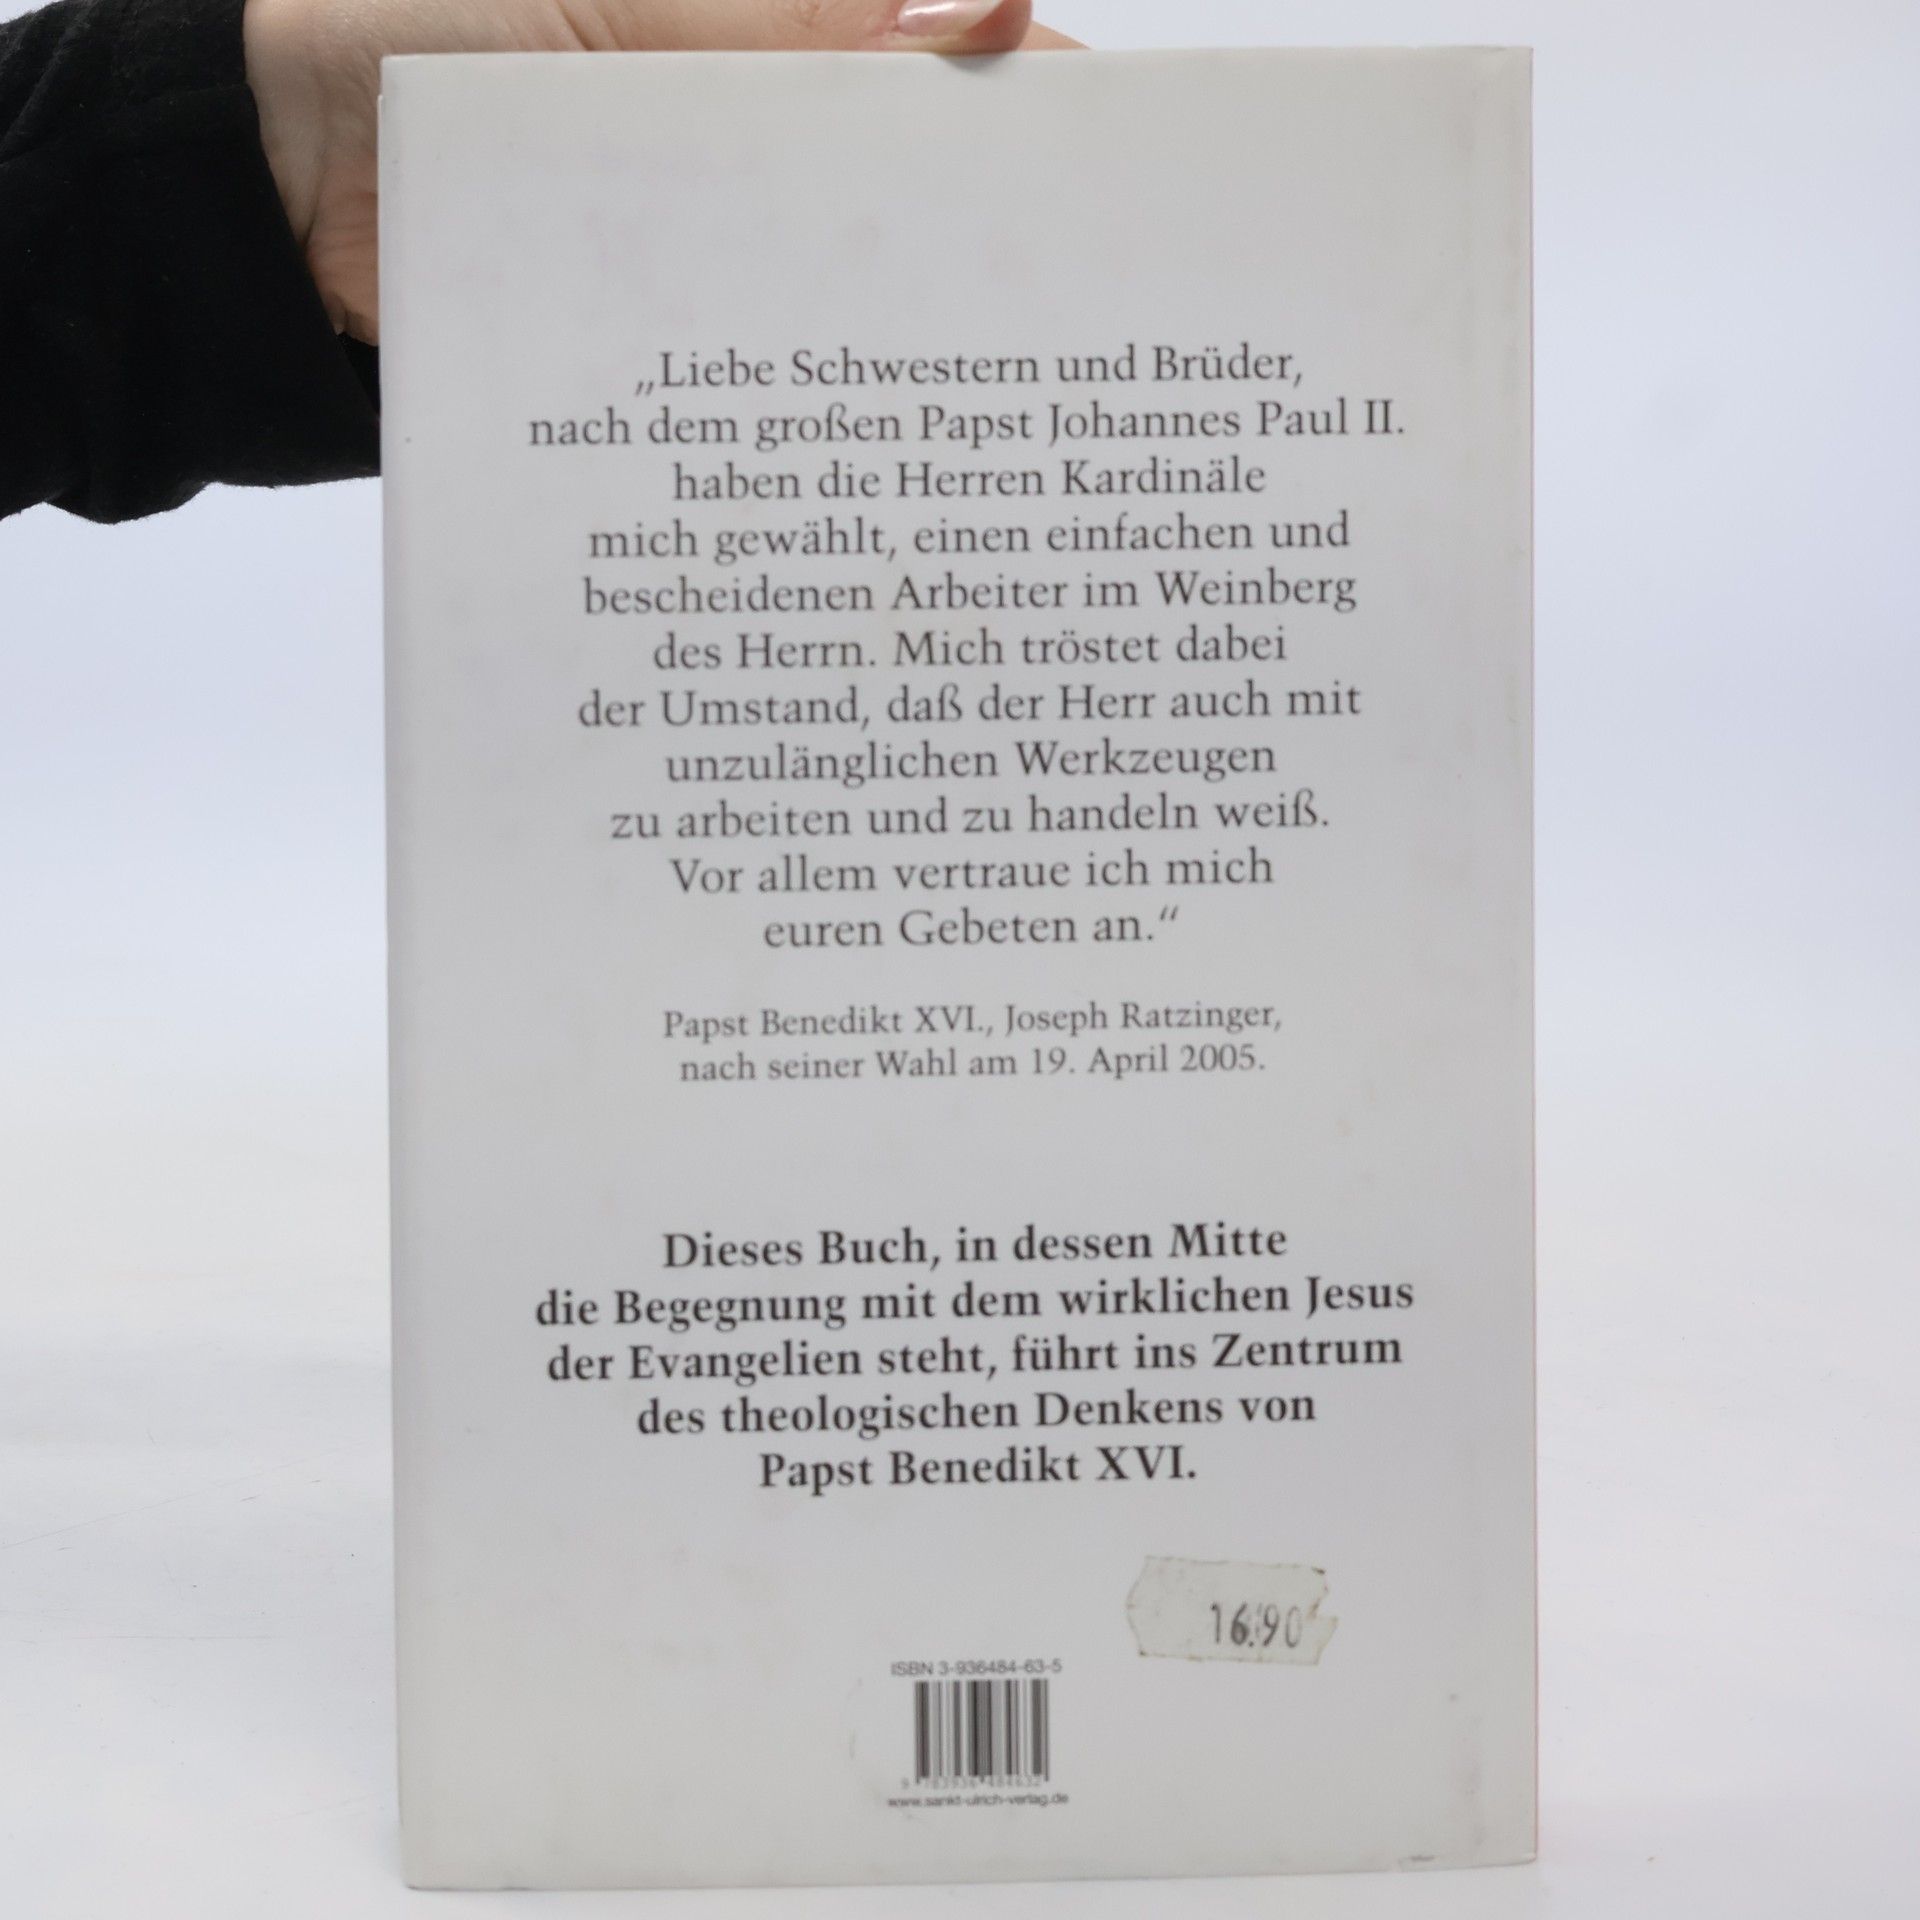 „Liebe Schwestern und Brüder,
nach dem großen Papst Johannes Paul II.
haben die Herren Kardinäle
mich gewählt, einen einfachen und
bescheidenen Arbeiter im Weinberg
des Herrn. Mich tröstet dabei
der Umstand, daß der Herr auch mit
unzulänglichen Werkzeugen
zu arbeiten und zu handeln weiß.
Vor allem vertraue ich mich
euren Gebeten an.“
Papst Benedikt XVI., Joseph Ratzinger,
nach seiner Wahl am 19. April 2005.
Dieses Buch, in dessen Mitte
die Begegnung mit dem wirklichen Jesus
der Evangelien steht, führt ins Zentrum
des theologischen Denkens von
Papst Benedikt XVI.
16.90
ISBN 3-936484-63-5
9 783936 484632
www.sankt-ulrich-verlag.de